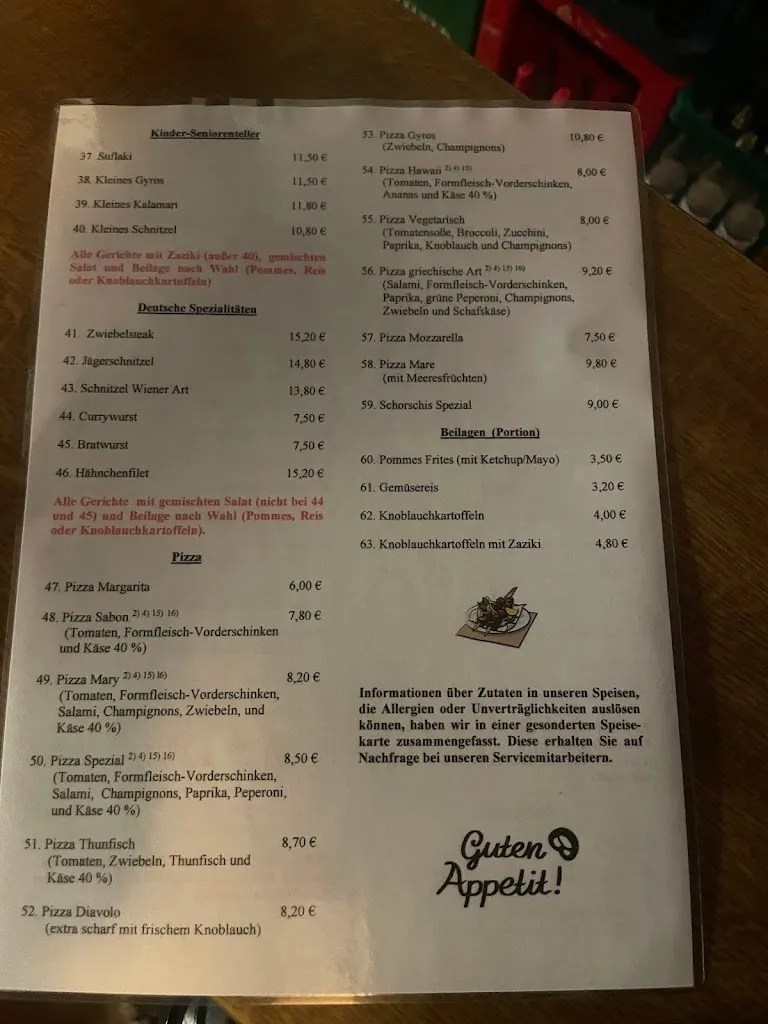 Kinder-Seniorenteller
37. Suflaki 11,50 €
38. Kleines Gyros 11,50 €
39. Kleines Kalamari 11,80 €
40. Kleines Schnitzel 10,80 €
Alle Gerichte mit Zaziki (außer 40), gemischten
Salat und Beilage nach Wahl (Pommes, Reis
oder Knoblauchkartoffeln)
Deutsche Spezialitäten
41. Zwiebelsteak 15,20 €
42. Jägerschnitzel 14,80 €
43. Schnitzel Wiener Art 13,80 €
44. Currywurst 7,50 €
45. Bratwurst 7,50 €
46. Hähnchenfilet 15,20 €
Alle Gerichte mit gemischten Salat (nicht bei 44
und 45) und Beilage nach Wahl (Pommes, Reis
oder Knoblauchkartoffeln).
Pizza
47. Pizza Margarita 6,00 €
48. Pizza Sabon 2) 4) 15) 16) 7,80 €
(Tomaten, Formfleisch-Vorderschinken
und Käse 40 %)
49. Pizza Mary 2) 4) 15) 16) 8,20 €
(Tomaten, Formfleisch-Vorderschinken,
Salami, Champignons, Zwiebeln, und
Käse 40 %)
50. Pizza Spezial 2) 4) 15) 16) 8,50 €
(Tomaten, Formfleisch-Vorderschinken,
Salami, Champignons, Paprika, Peperoni,
und Käse 40 %)
51. Pizza Thunfisch 8,70 €
(Tomaten, Zwiebeln, Thunfisch und
Käse 40 %)
52. Pizza Diavolo 8,20 €
(extra scharf mit frischem Knoblauch)
53. Pizza Gyros 10,80 €
(Zwiebeln, Champignons)
54. Pizza Hawaii 2) 4) 15) 8,00 €
(Tomaten, Formfleisch-Vorderschinken,
Ananas und Käse 40 %)
55. Pizza Vegetarisch 8,00 €
(Tomatensoße, Broccoli, Zucchini,
Paprika, Knoblauch und Champignons)
56. Pizza griechische Art 2) 4) 15) 16) 9,20 €
(Salami, Formfleisch-Vorderschinken,
Paprika, grüne Peperoni, Champignons,
Zwiebeln und Schafskäse)
57. Pizza Mozzarella 7,50 €
58. Pizza Mare 9,80 €
(mit Meeresfrüchten)
59. Schorschis Spezial 9,00 €
Beilagen (Portion)
60. Pommes Frites (mit Ketchup/Mayo) 3,50 €
61. Gemüsereis 3,20 €
62. Knoblauchkartoffeln 4,00 €
63. Knoblauchkartoffeln mit Zaziki 4,80 €
Informationen über Zutaten in unseren Speisen,
die Allergien oder Unverträglichkeiten auslösen
können, haben wir in einer gesonderten Speise-
karte zusammengefasst. Diese erhalten Sie auf
Nachfrage bei unseren Servicemitarbeitern.
Guten
Appetit!